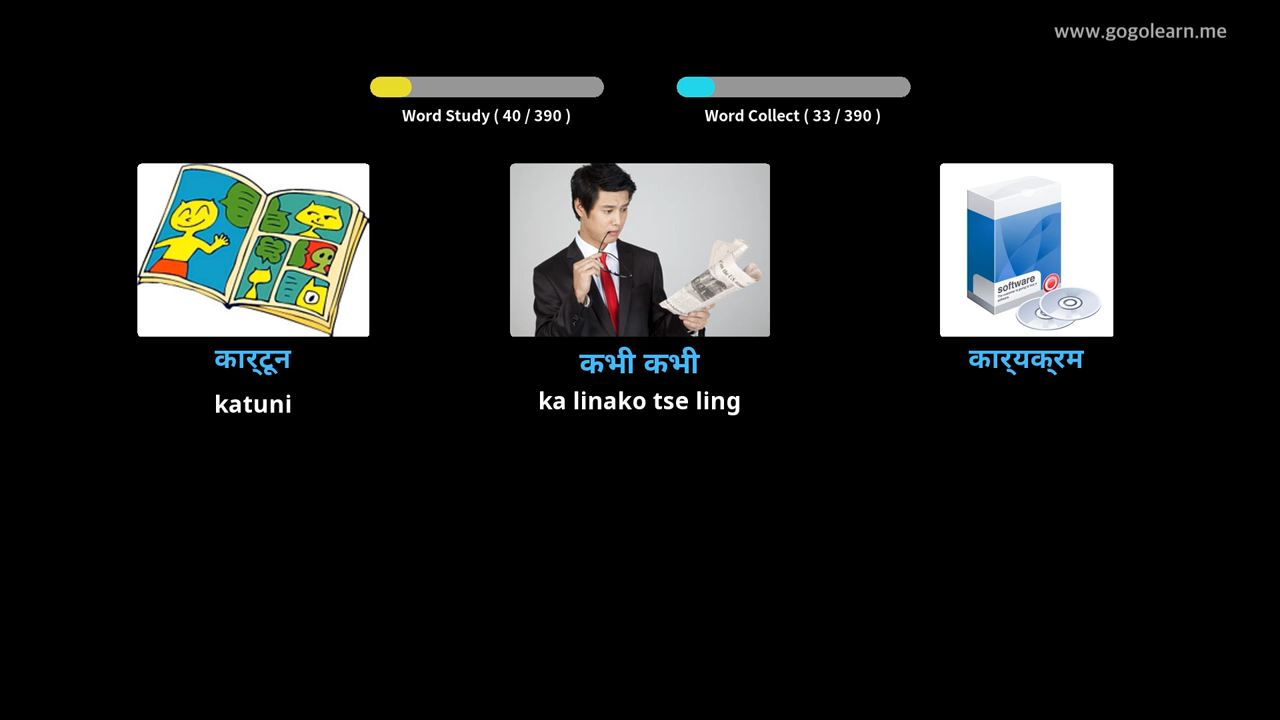 www.gogolearn.me
Word Study ( 40 / 390 )
Word Collect ( 33 / 390 )
software
कार्‌टून
कभी कभी
कार्‌यक्‌रम
katuni
ka linako tse ling